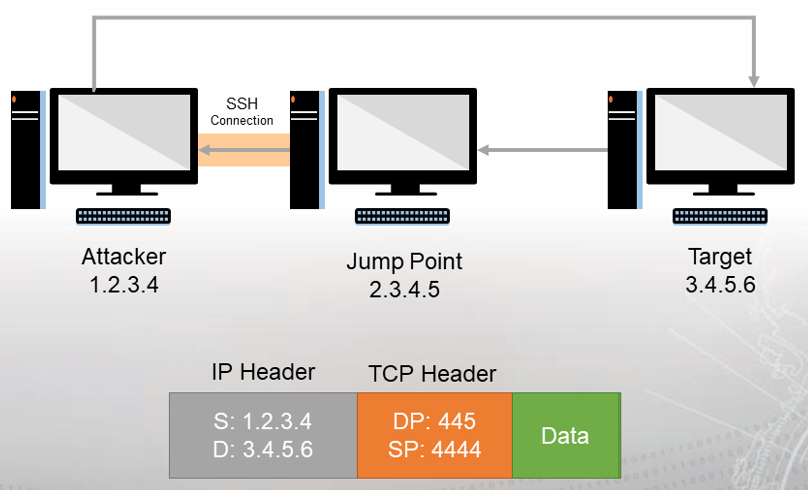 SSH
Connection
Attacker
1.2.3.4
Jump Point
2.3.4.5
Target
3.4.5.6
IP Header
TCP Header
S: 1.2.3.4
D: 3.4.5.6
DP: 445
SP: 4444
Data